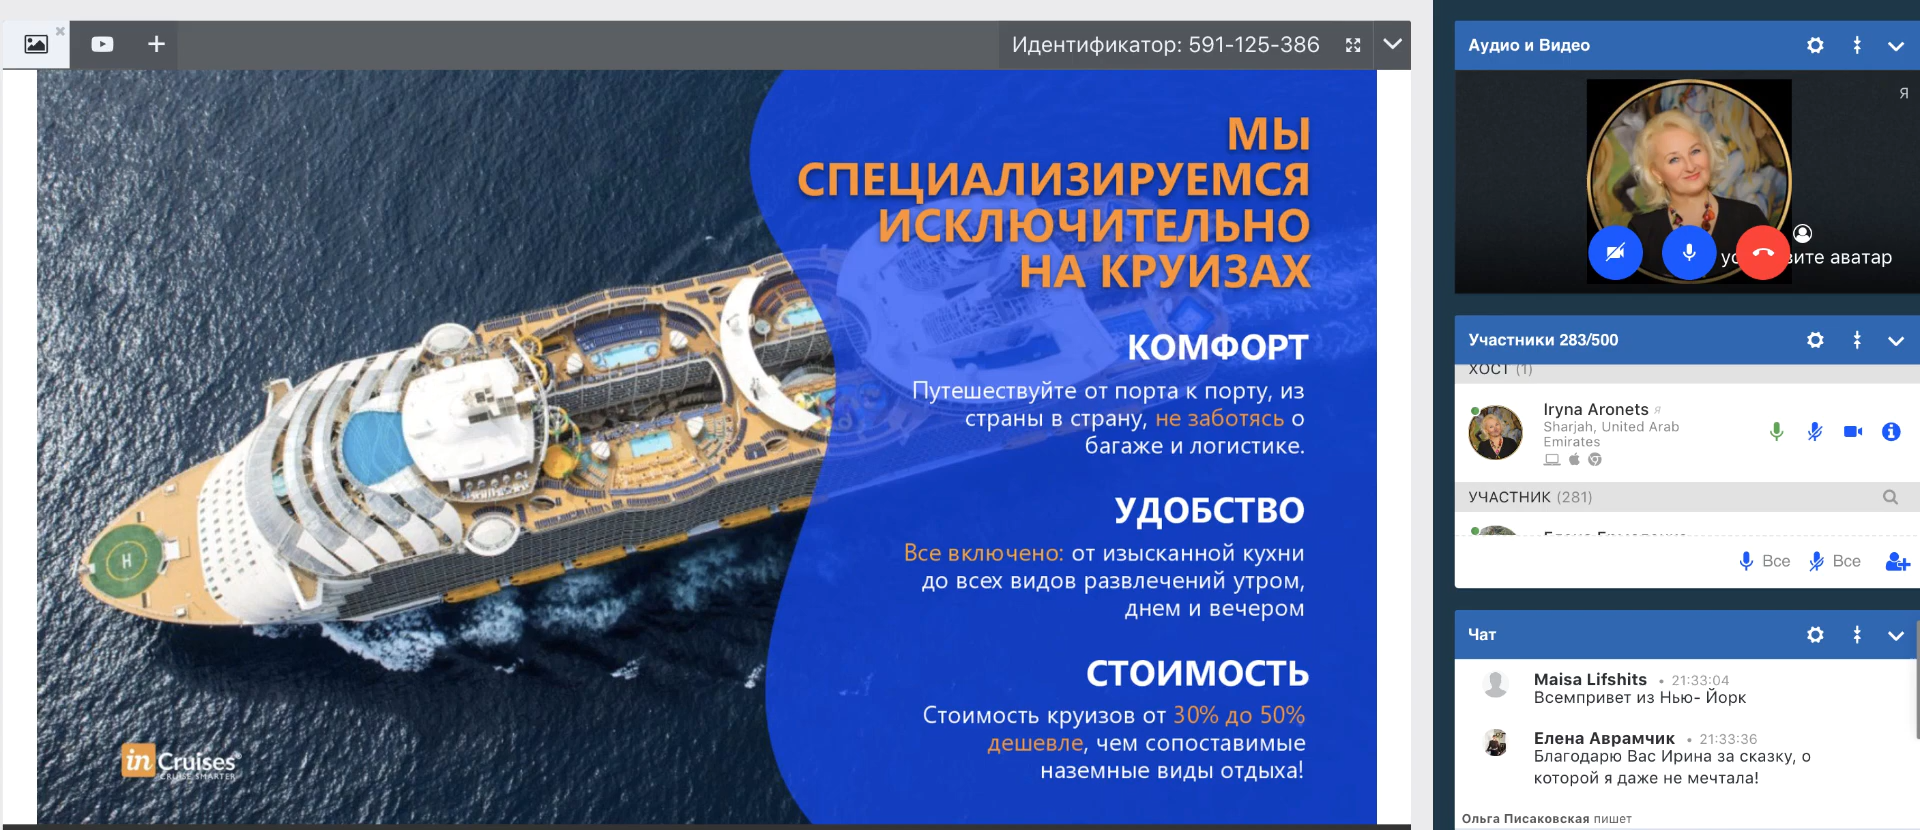 Идентификатор: 591-125-386
МЫ
СПЕЦИАЛИЗИРУЕМСЯ
ИСКЛЮЧИТЕЛЬНО
НА КРУИЗАХ
КОМФОРТ
Путешествуйте от порта к порту, из
страны в страну, не заботясь о
багаже и логистике.
УДОБСТВО
Все включено: от изысканной кухни
до всех видов развлечений утром,
днем и вечером
СТОИМОСТЬ
Стоимость круизов от 30% до 50%
дешевле, чем сопоставимые
наземные виды отдыха!
H
inCruises®
CRUISE SMARTER
Аудио и Видео
Я
аватар
Участники 283/500
ХОСТ (1)
Iryna Aronets я
Sharjah, United Arab
Emirates
УЧАСТНИК (281)
Все Все
Чат
Maisa Lifshits • 21:33:04
Всемпривет из Нью- Йорк
Елена Аврамчик • 21:33:36
Благодарю Вас Ирина за сказку, о
которой я даже не мечтала!
Ольга Писаковская пишет